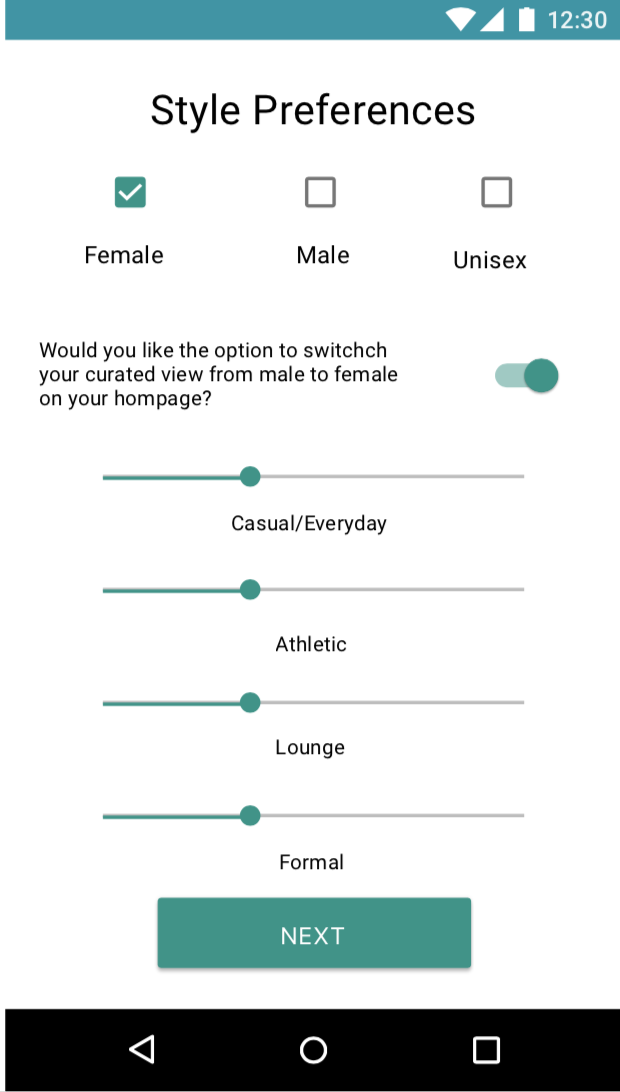 12:30
Style Preferences
Female Male Unisex
Would you like the option to switchch
your curated view from male to female
on your hompage?
Casual/Everyday
Athletic
Lounge
Formal
NEXT